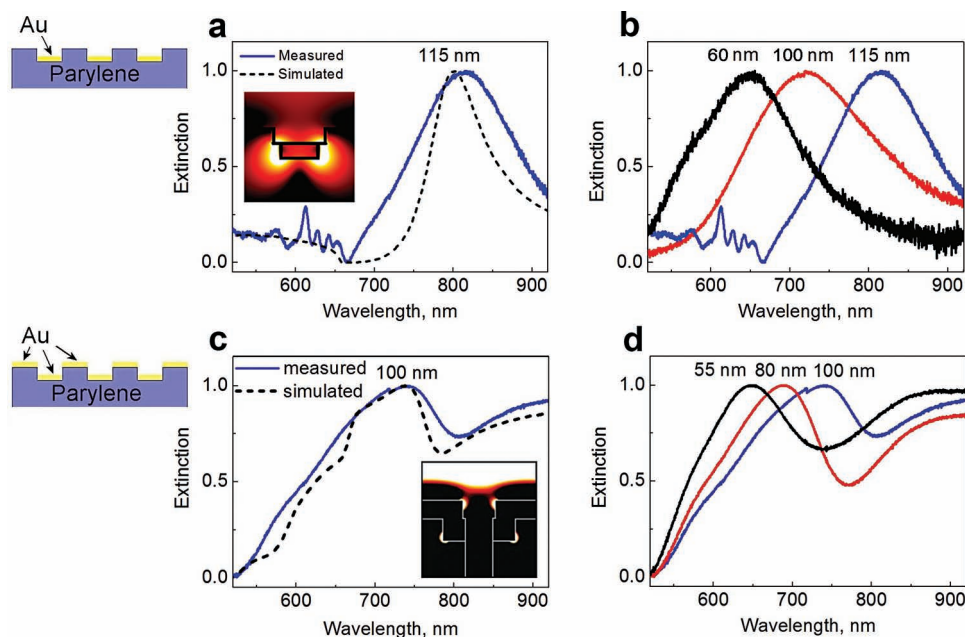 Au
Parylene
a
Measured
Simulated
115 nm
Extinction
1.0
0.5
0.0
600 700 800 900
Wavelength, nm
b
60 nm 100 nm 115 nm
Extinction
1.0
0.5
0.0
600 700 800 900
Wavelength, nm
Au
Parylene
c
measured
simulated
100 nm
Extinction
1.0
0.5
0.0
600 700 800 900
Wavelength, nm
d
55 nm 80 nm 100 nm
Extinction
1.0
0.5
0.0
600 700 800 900
Wavelength, nm